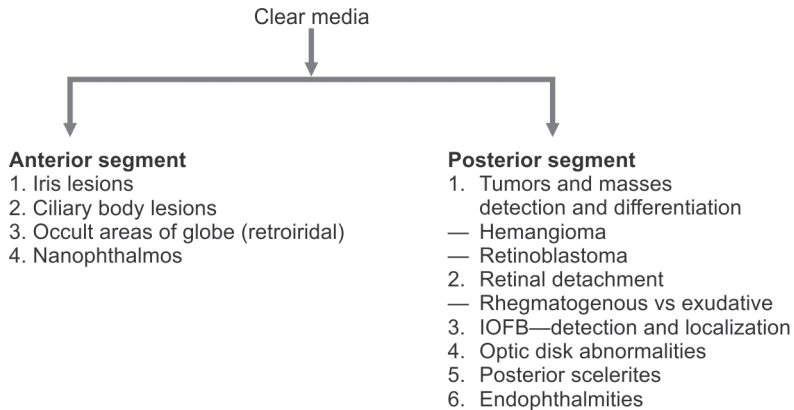 Clear media
Anterior segment
1. Iris lesions
2. Ciliary body lesions
3. Occult areas of globe (retroiridal)
4. Nanophthalmos
Posterior segment
1. Tumors and masses
detection and differentiation
— Hemangioma
— Retinoblastoma
2. Retinal detachment
— Rhegmatogenous vs exudative
3. IOFB—detection and localization
4. Optic disk abnormalities
5. Posterior scelerites
6. Endophthalmities